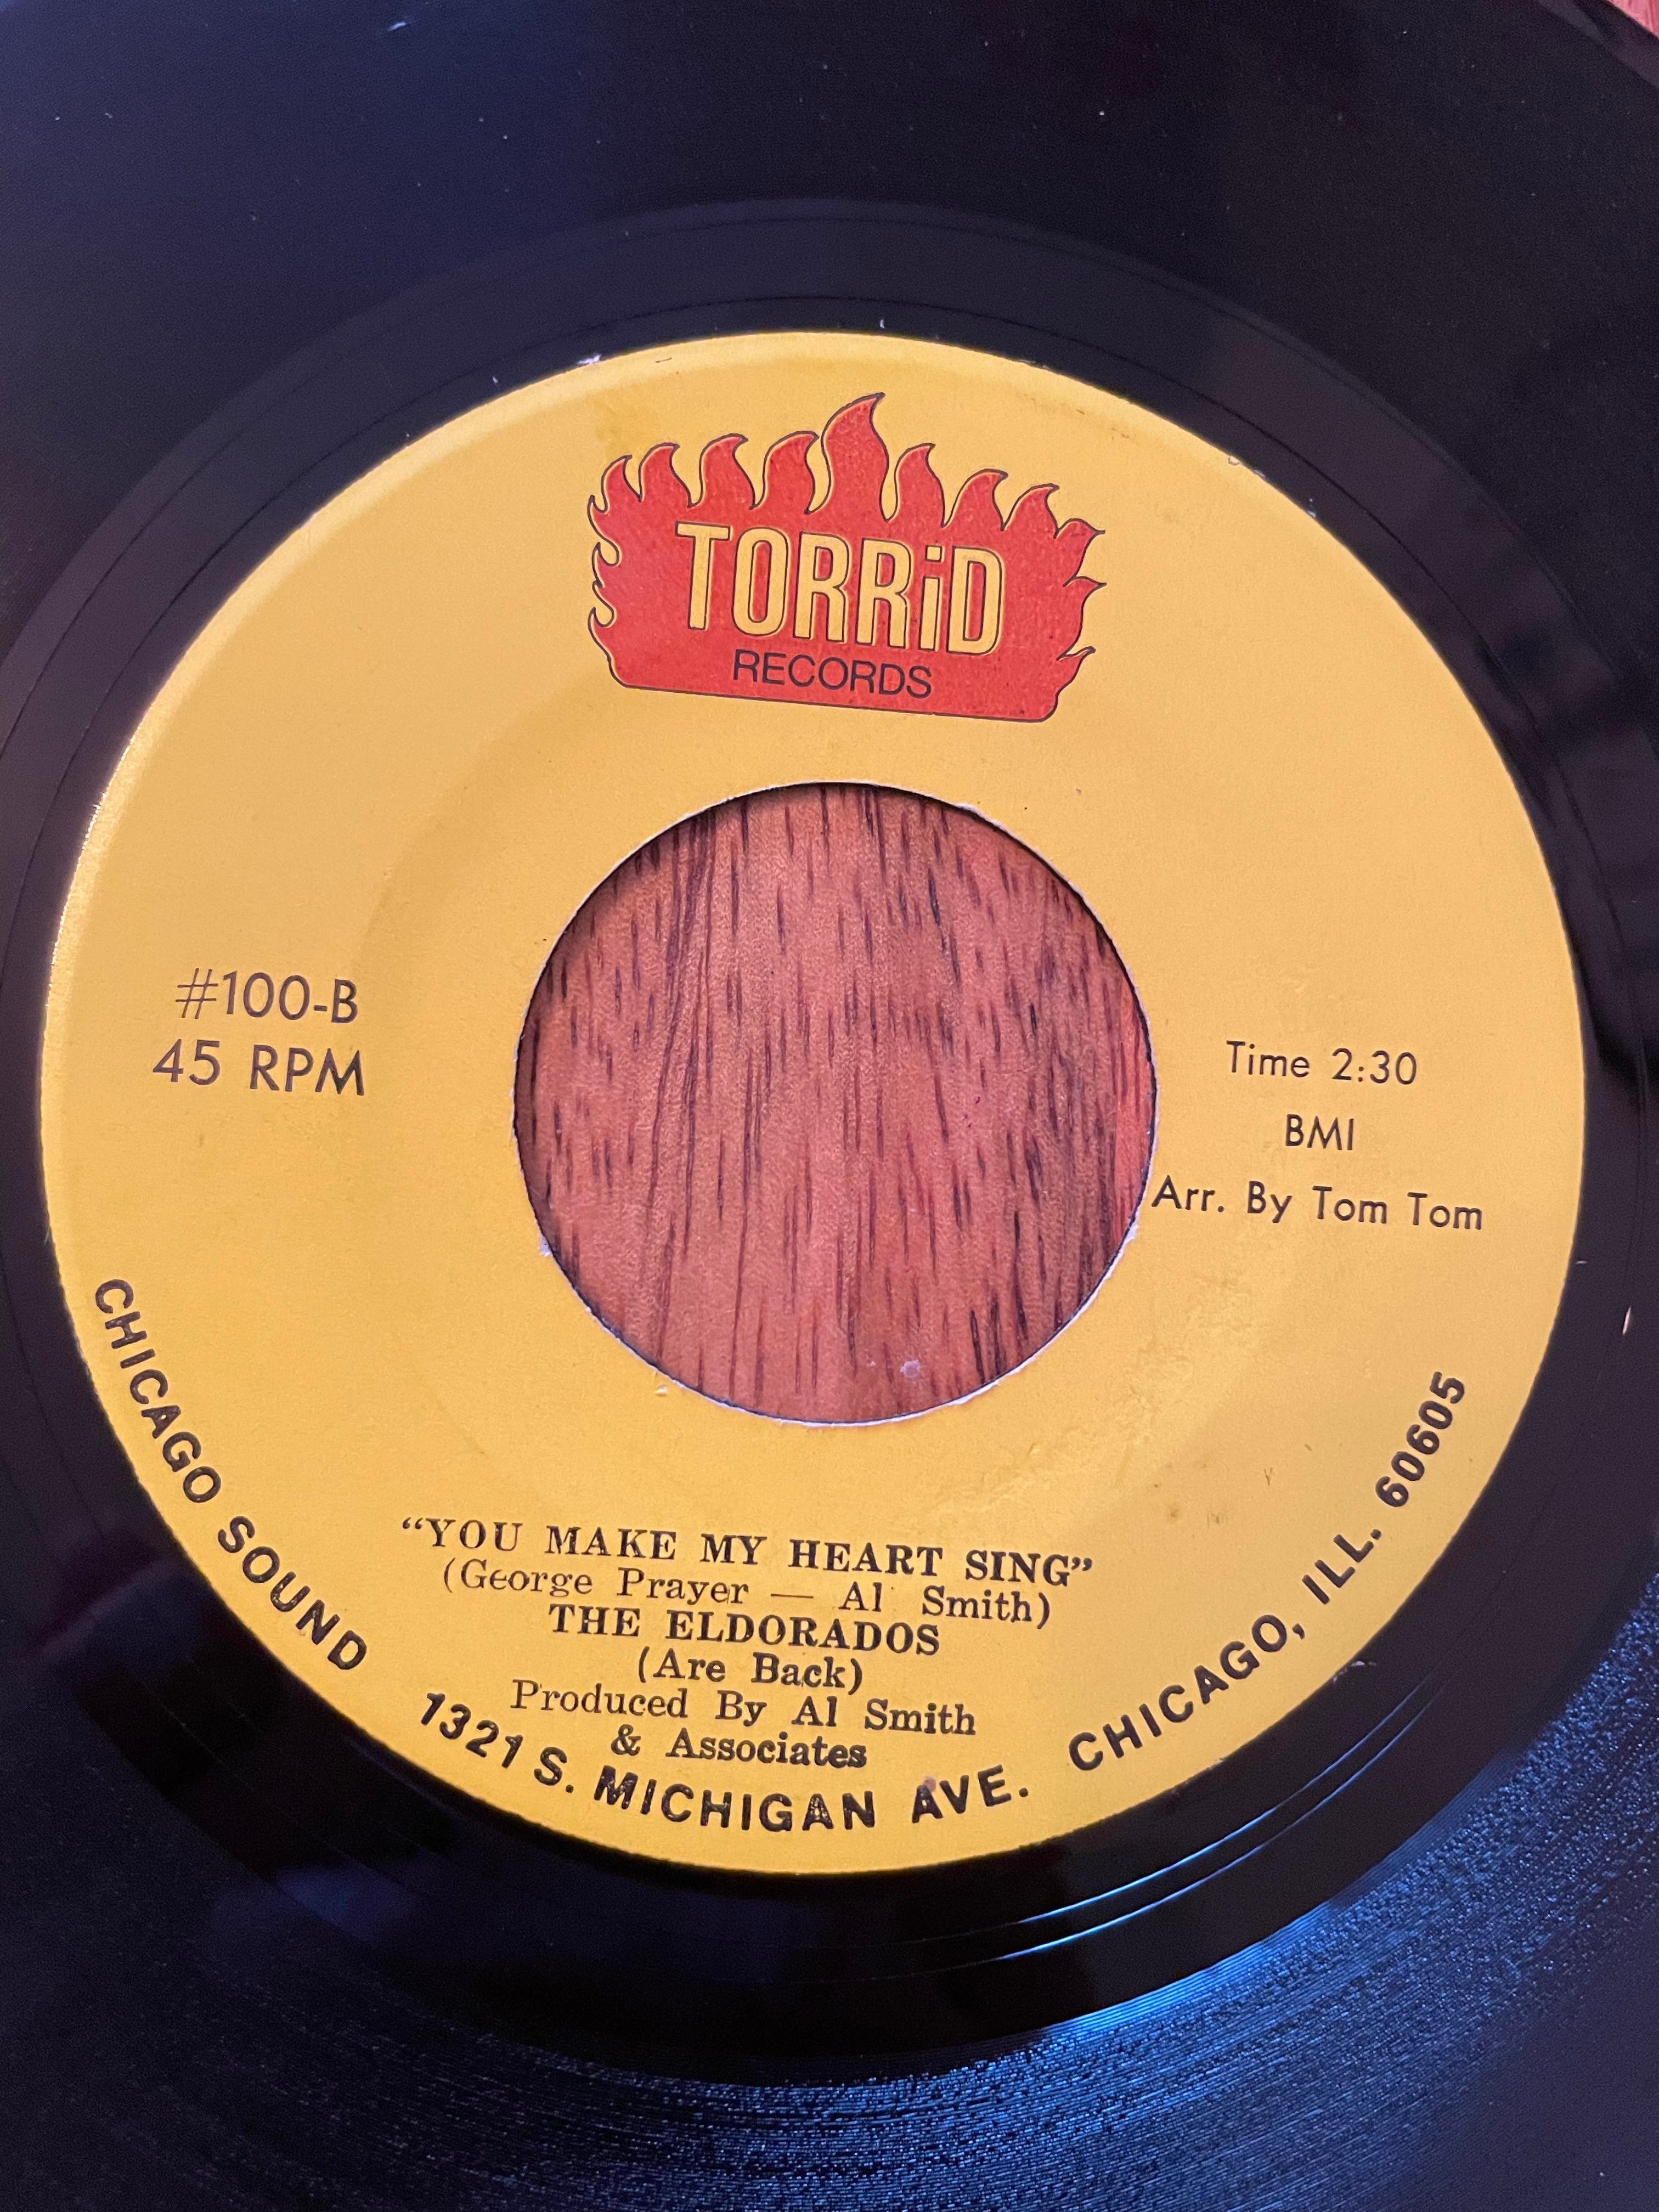 TORRiD
RECORDS
#100-B
45 RPM
Time 2:30
BMI
Arr. By Tom Tom
"YOU MAKE MY HEART SING"
(George Prayer — Al Smith)
THE ELDORADOS
(Are Back)
Produced By Al Smith
& Associates
CHICAGO SOUND 1321 S. MICHIGAN AVE. CHICAGO, ILL. 60605